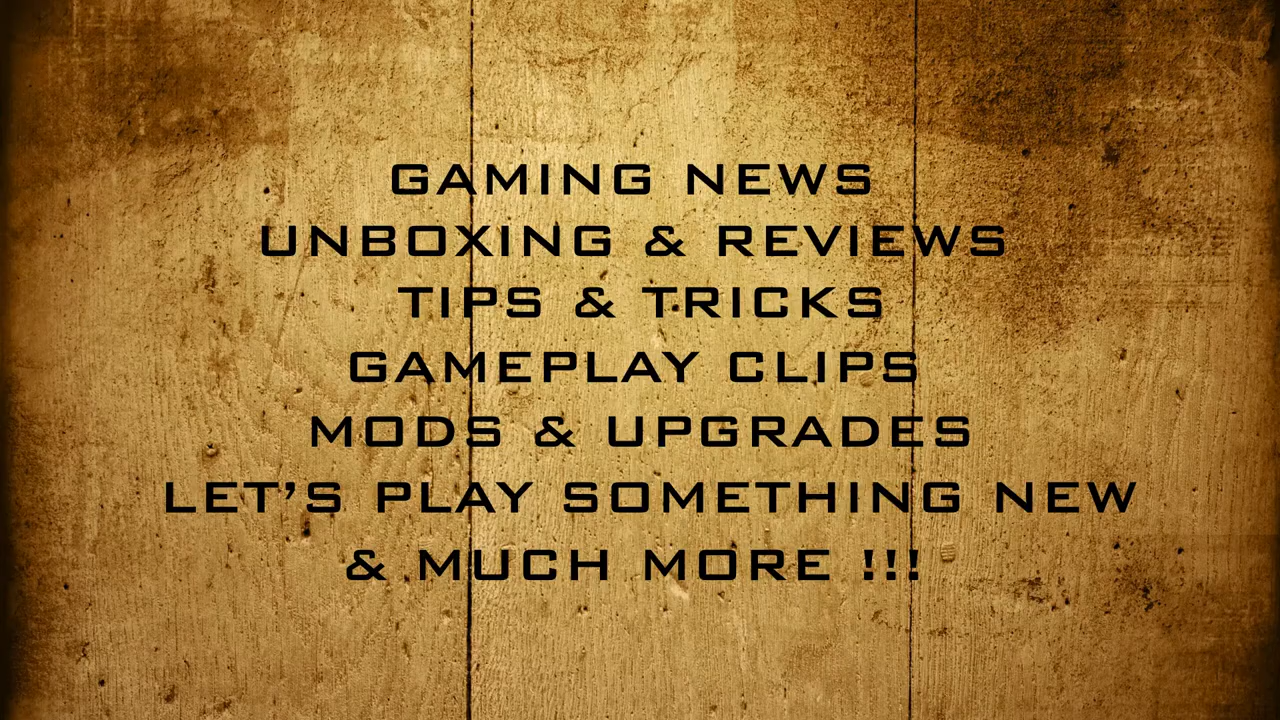 GAMING NEWS
UNBOXING & REVIEWS
TIPS & TRICKS
GAMEPLAY CLIPS
MODS & UPGRADES
LET'S PLAY SOMETHING NEW
& MUCH MORE !!!